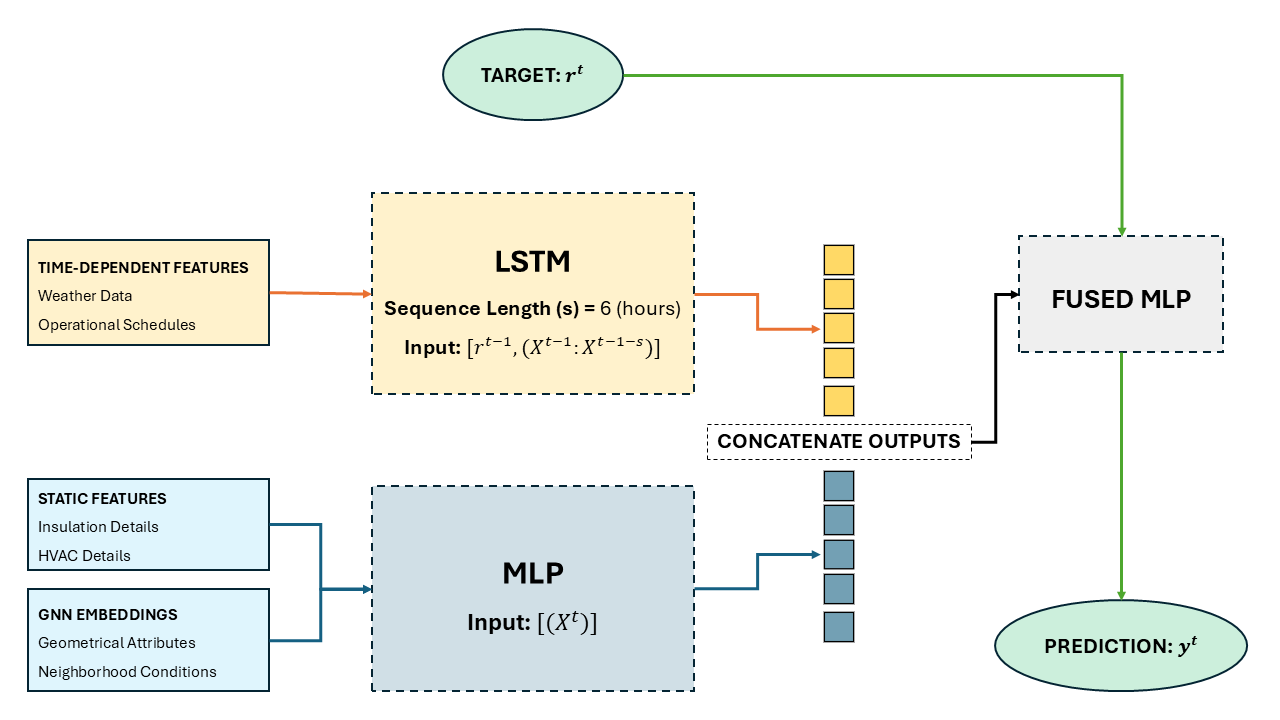 TARGET: r^t
TIME-DEPENDENT FEATURES
Weather Data
Operational Schedules
LSTM
Sequence Length (s) = 6 (hours)
Input: [r^{t−1}, (X^{t−1}: X^{t−1−s})]
FUSED MLP
CONCATENATE OUTPUTS
STATIC FEATURES
Insulation Details
HVAC Details
GNN EMBEDDINGS
Geometrical Attributes
Neighborhood Conditions
MLP
Input: [(X^t)]
PREDICTION: y^t